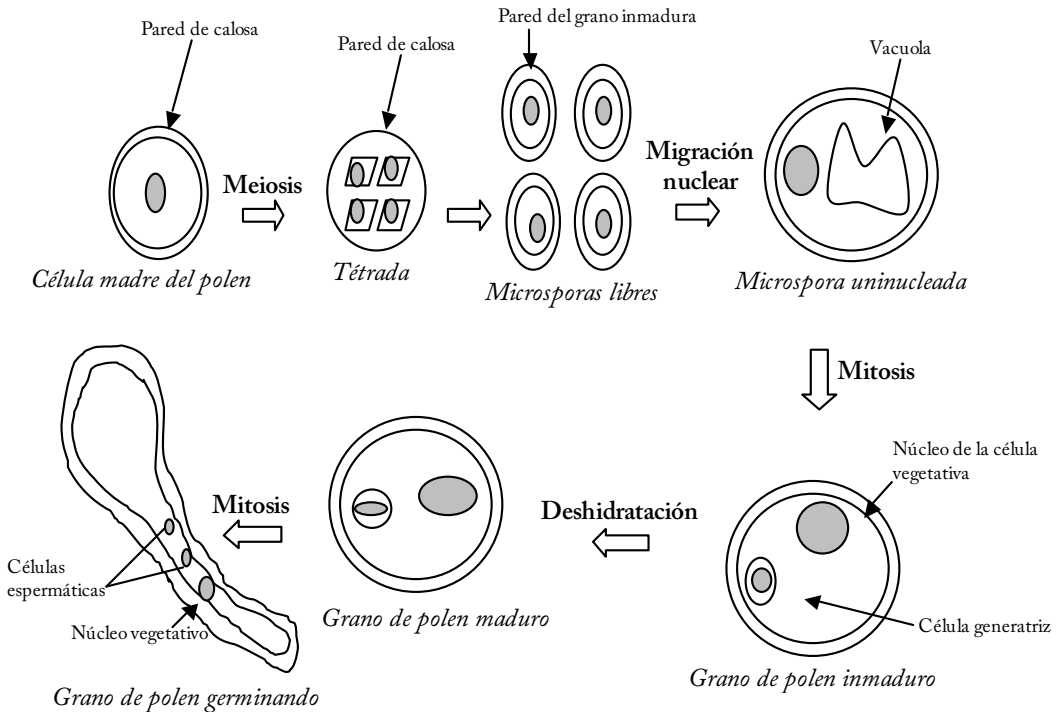 Pared de calosa
Pared de calosa
Pared del grano inmadura
Vacuola
Meiosis
Migración
nuclear
Célula madre del polen
Tétrada
Microsporas libres
Microspora uninucleada
Mitosis
Núcleo de la célula
vegetativa
Mitosis
Deshidratación
Células
espermáticas
Núcleo vegetativo
Grano de polen maduro
Célula generatriz
Grano de polen inmaduro
Grano de polen germinando